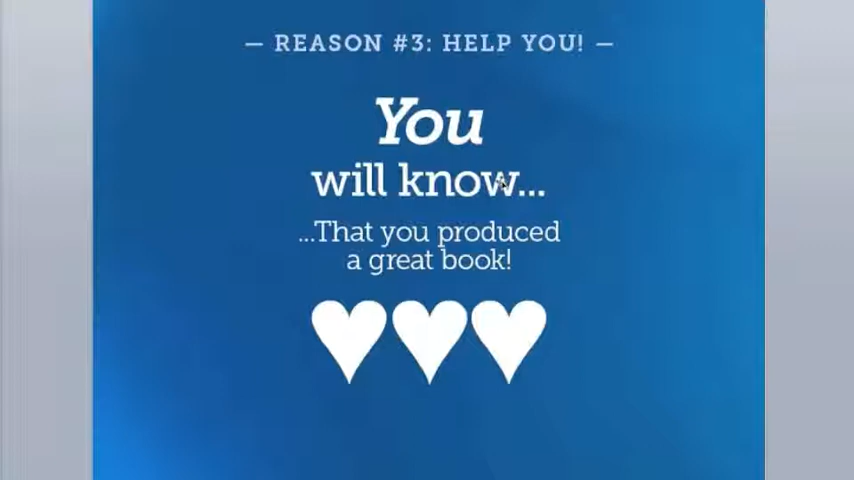 — REASON #3: HELP YOU! —
You
will know...
...That you produced
a great book!